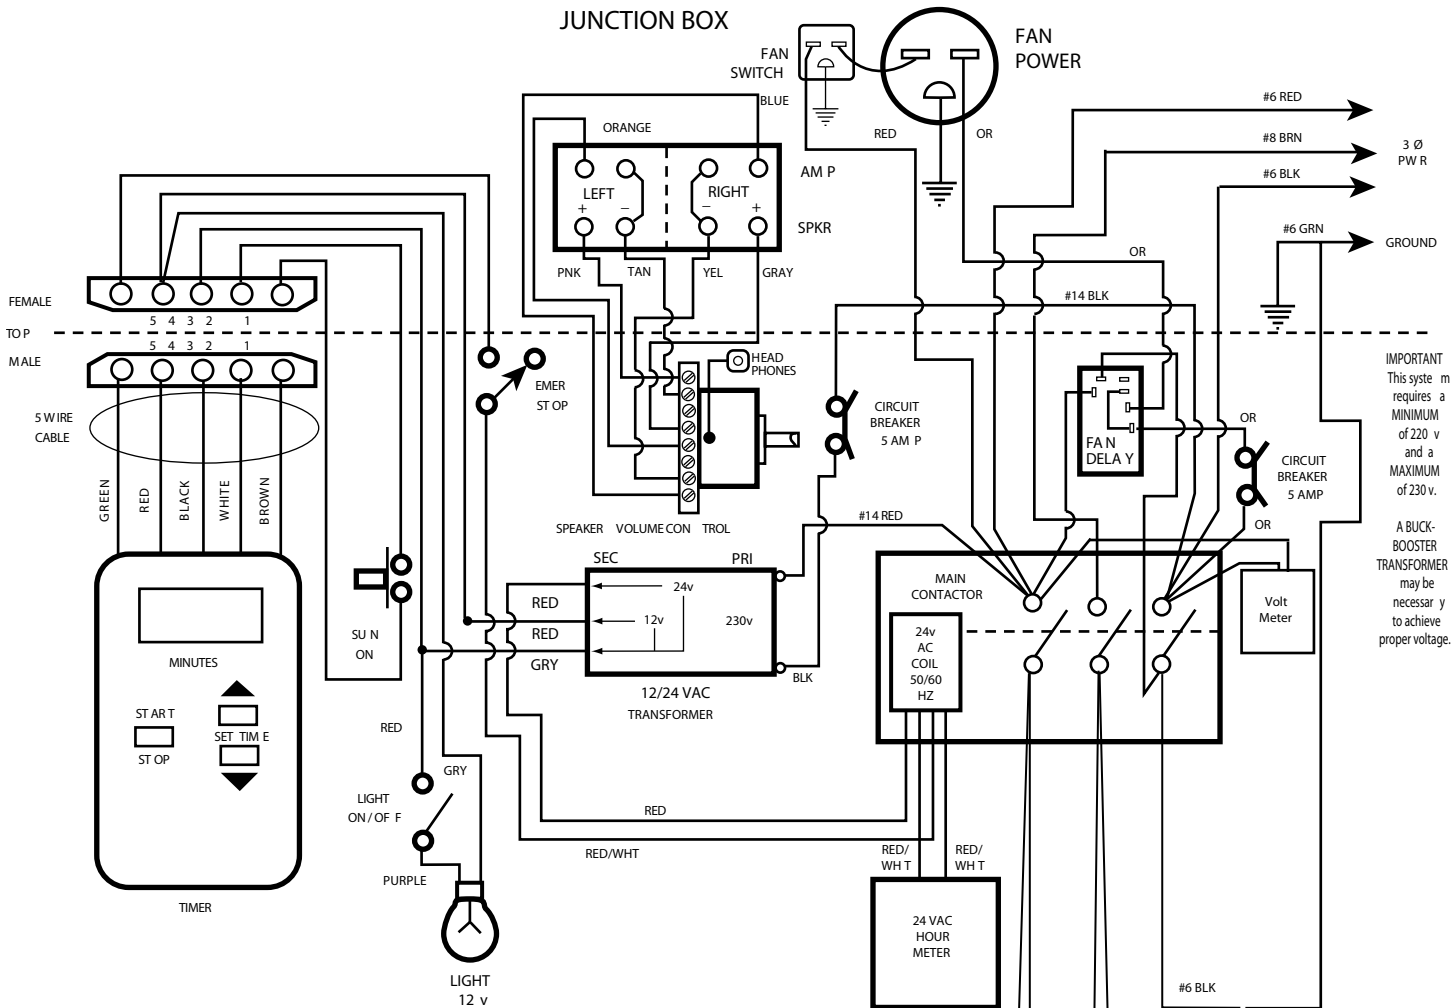 JUNCTION BOX
FAN
SWITCH
FAN
POWER
BLUE
ORANGE
RED
OR
#6 RED
#8 BRN
3 Ø
PW R
#6 BLK
#6 GRN
GROUND
AM P
LEFT
RIGHT
+
–
–
+
SPKR
PNK
TAN
YEL
GRAY
OR
#14 BLK
FEMALE
5 4 3 2 1
TO P
5 4 3 2 1
M ALE
5 WIRE
CABLE
GREEN
RED
BLACK
WHITE
BROWN
EMER
ST OP
HEAD
PHONES
CIRCUIT
BREAKER
5 AM P
FA N
DELA Y
OR
CIRCUIT
BREAKER
5 AMP
OR
IMPORTANT
This syste m
requires a
MINIMUM
of 220 v
and a
MAXIMUM
of 230 v.
A BUCK-
BOOSTER
TRANSFORMER
may be
necessar y
to achieve
proper voltage.
SPEAKER VOLUME CON TROL
#14 RED
SEC
PRI
24v
12v
230v
RED
RED
GRY
BLK
12/24 VAC
TRANSFORMER
MAIN
CONTACTOR
24v
AC
COIL
50/60
HZ
Volt
Meter
SU N
ON
MINUTES
ST AR T
ST OP
SET TIM E
TIMER
RED
GRY
LIGHT
ON / OF F
PURPLE
RED
RED/WHT
RED/
WH T
RED/
WH T
24 VAC
HOUR
METER
LIGHT
12 v
#6 BLK